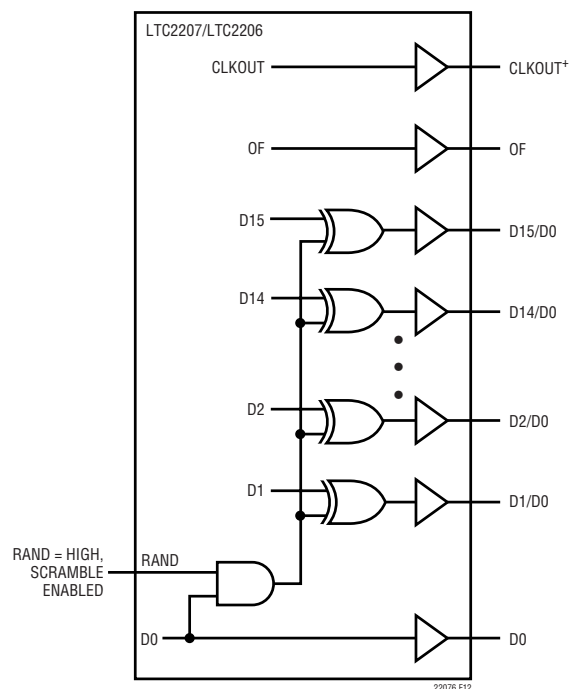 LTC2207/LTC2206
CLKOUT
CLKOUT+
OF
OF
D15
D15/D0
D14
D14/D0
D2
D2/D0
D1
D1/D0
RAND = HIGH,
SCRAMBLE
ENABLED
RAND
D0
D0
22076 F12